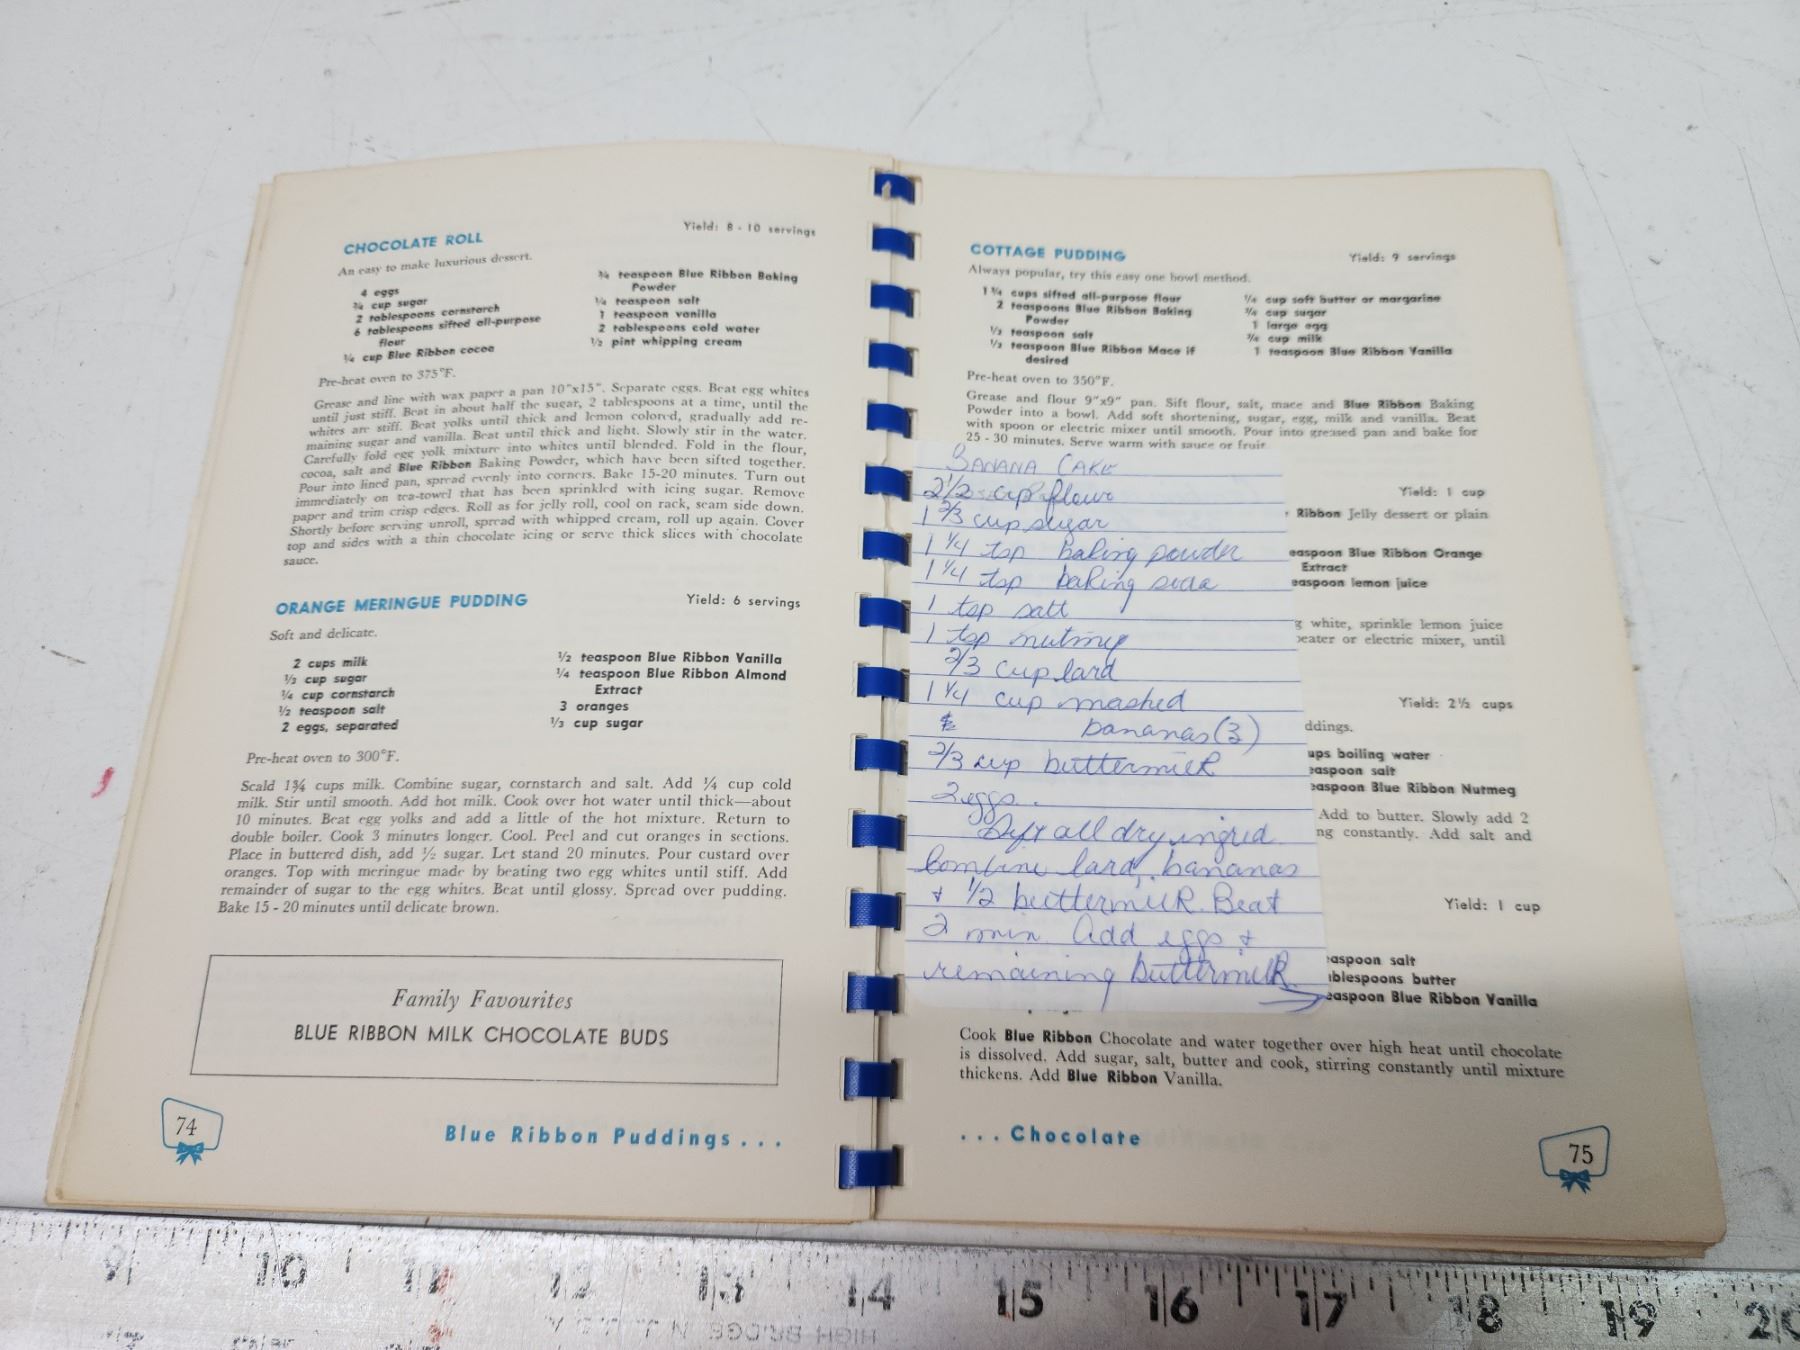 CHOCOLATE ROLL
Yield: 8 - 10 servings
An easy to make luxurious dessert.
4 eggs
¾ cup sugar
2 tablespoons cornstarch
6 tablespoons sifted all-purpose
flour
¼ cup Blue Ribbon cocoa
¾ teaspoon Blue Ribbon Baking
Powder
¼ teaspoon salt
1 teaspoon vanilla
2 tablespoons cold water
½ pint whipping cream
Pre-heat oven to 375°F.
Grease and line with wax paper a pan 10"x15". Separate eggs. Beat egg whites
until just stiff. Beat in about half the sugar, 2 tablespoons at a time, until the
whites are stiff. Beat yolks until thick and lemon colored, gradually add re-
maining sugar and vanilla. Beat until thick and light. Slowly stir in the water.
Carefully fold egg yolk mixture into whites until blended. Fold in the flour,
cocoa, salt and Blue Ribbon Baking Powder, which have been sifted together.
Pour into lined pan, spread evenly into corners. Bake 15-20 minutes. Turn out
immediately on tea-towel that has been sprinkled with icing sugar. Remove
paper and trim crisp edges. Roll as for jelly roll, cool on rack, seam side down.
Shortly before serving unroll, spread with whipped cream, roll up again. Cover
top and sides with a thin chocolate icing or serve thick slices with chocolate
sauce.
ORANGE MERINGUE PUDDING
Yield: 6 servings
Soft and delicate.
2 cups milk
⅓ cup sugar
¼ cup cornstarch
½ teaspoon salt
2 eggs, separated
½ teaspoon Blue Ribbon Vanilla
¼ teaspoon Blue Ribbon Almond
Extract
3 oranges
⅓ cup sugar
Pre-heat oven to 300°F.
Scald 1¾ cups milk. Combine sugar, cornstarch and salt. Add ¼ cup cold
milk. Stir until smooth. Add hot milk. Cook over hot water until thick—about
10 minutes. Beat egg yolks and add a little of the hot mixture. Return to
double boiler. Cook 3 minutes longer. Cool. Peel and cut oranges in sections.
Place in buttered dish, add ½ sugar. Let stand 20 minutes. Pour custard over
oranges. Top with meringue made by beating two egg whites until stiff. Add
remainder of sugar to the egg whites. Beat until glossy. Spread over pudding.
Bake 15 - 20 minutes until delicate brown.
Family Favourites
BLUE RIBBON MILK CHOCOLATE BUDS
74
Blue Ribbon Puddings . . .
COTTAGE PUDDING
Yield: 9 servings
Always popular, try this easy one bowl method.
1¾ cups sifted all-purpose flour
2 teaspoons Blue Ribbon Baking
Powder
½ teaspoon salt
½ teaspoon Blue Ribbon Mace if
desired
¼ cup soft butter or margarine
¾ cup sugar
1 large egg
¾ cup milk
1 teaspoon Blue Ribbon Vanilla
Pre-heat oven to 350°F.
Grease and flour 9"x9" pan. Sift flour, salt, mace and Blue Ribbon Baking
Powder into a bowl. Add soft shortening, sugar, egg, milk and vanilla. Beat
with spoon or electric mixer until smooth. Pour into greased pan and bake for
25 - 30 minutes. Serve warm with sauce or fruit.
BANANA CAKE
2 1/2 cup flour
1 2/3 cup sugar
1 1/4 tsp baking powder
1 1/4 tsp baking soda
1 tsp salt
1 tsp nutmeg
2/3 cup lard
1 1/4 cup mashed
bananas (3)
2/3 cup buttermilk
2 eggs.
Sift all dry ingred.
Combine lard, bananas
+ 1/2 buttermilk. Beat
2 min. Add eggs +
remaining buttermilk.
Yield: 1 cup
Ribbon Jelly dessert or plain
easpoon Blue Ribbon Orange
Extract
easpoon lemon juice
g white, sprinkle lemon juice
eater or electric mixer, until
Yield: 2½ cups
ddings.
ups boiling water
easpoon salt
easpoon Blue Ribbon Nutmeg
Add to butter. Slowly add 2
ng constantly. Add salt and
Yield: 1 cup
easpoon salt
blespoons butter
easpoon Blue Ribbon Vanilla
Cook Blue Ribbon Chocolate and water together over high heat until chocolate
is dissolved. Add sugar, salt, butter and cook, stirring constantly until mixture
thickens. Add Blue Ribbon Vanilla.
. . . Chocolate
75
9 10 11 12 13 14 15 16 17 18 19 20
HIGH BRIDGE N.J.